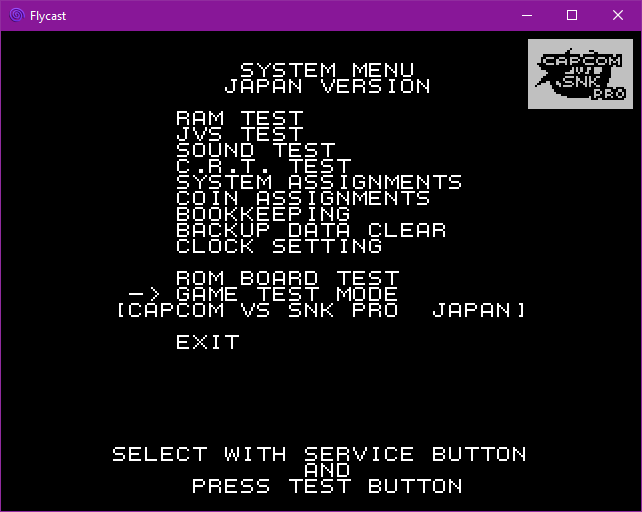 Flycast
CAPCOM
VS
SNK
PRO
SYSTEM MENU
JAPAN VERSION
RAM TEST
JVS TEST
SOUND TEST
C.R.T. TEST
SYSTEM ASSIGNMENTS
COIN ASSIGNMENTS
BOOKKEEPING
BACKUP DATA CLEAR
CLOCK SETTING
ROM BOARD TEST
-> GAME TEST MODE
[CAPCOM VS SNK PRO  JAPAN]
EXIT
SELECT WITH SERVICE BUTTON
AND
PRESS TEST BUTTON